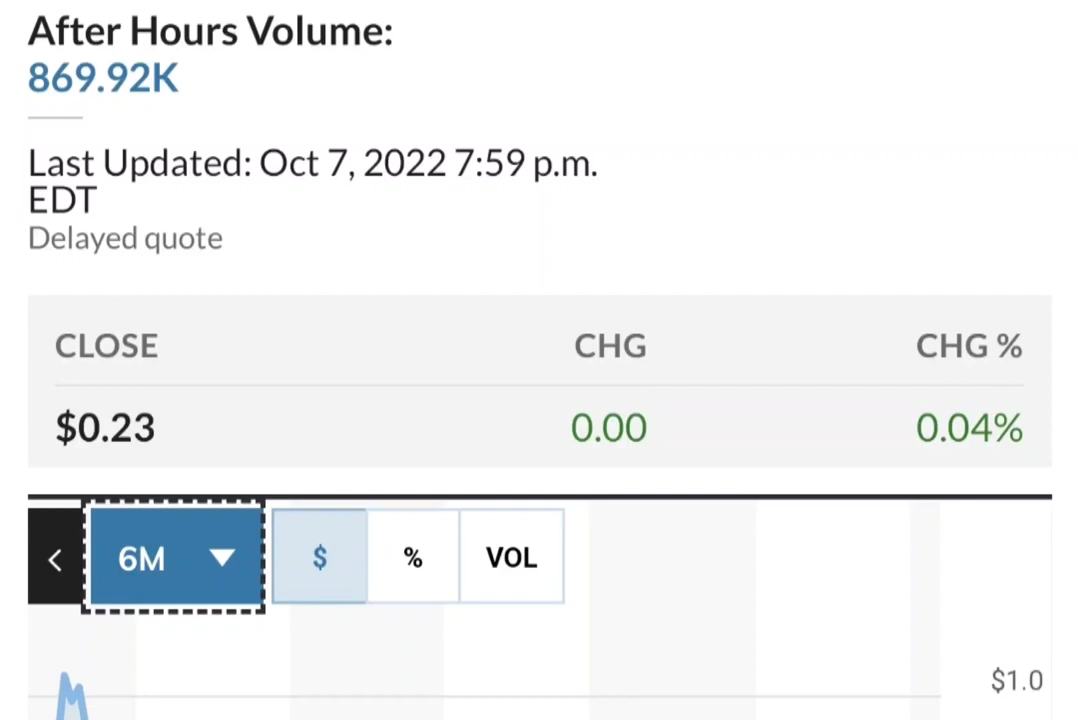 After Hours Volume:
869.92K
Last Updated: Oct 7, 2022 7:59 p.m.
EDT
Delayed quote
CLOSE CHG CHG %
$0.23 0.00 0.04%
6M $ % VOL
$1.0